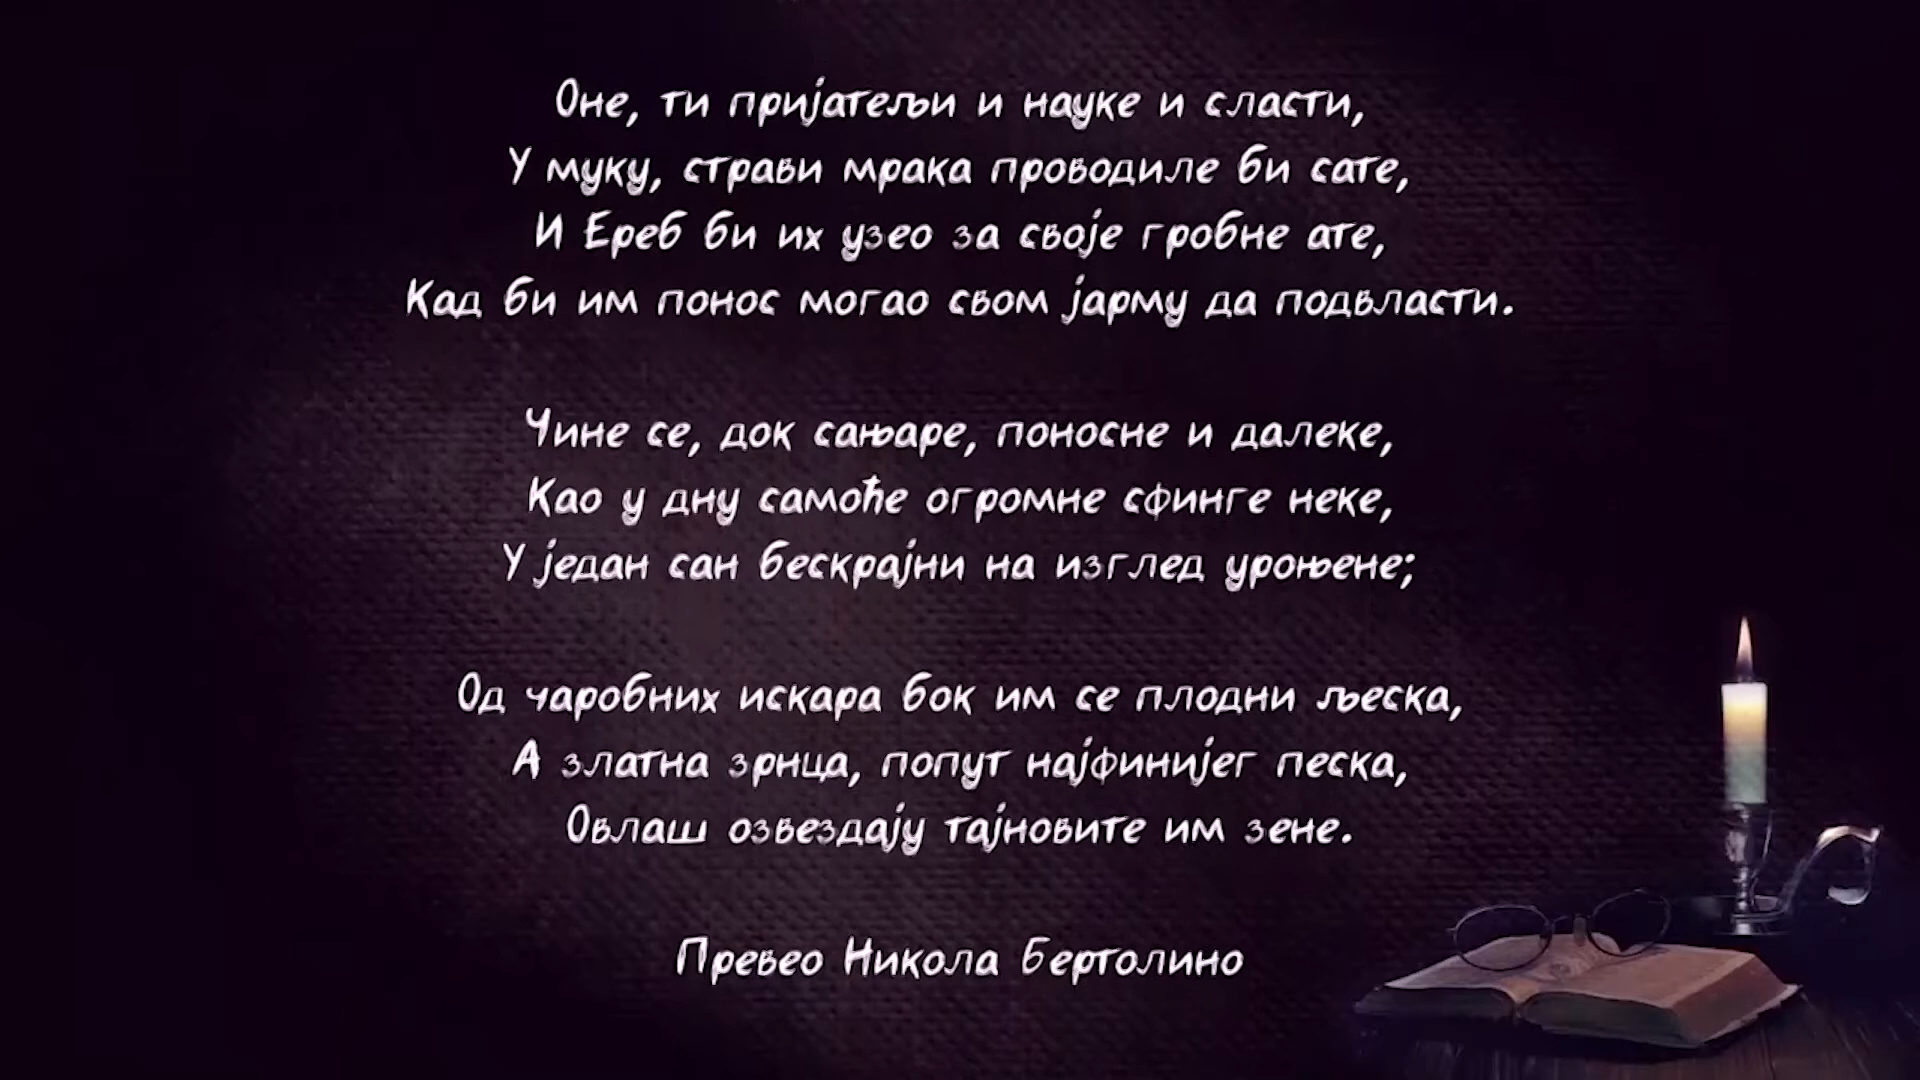 Оне, ти пријатељи и науке и сласти,
У муку, страви мрака проводиле би сате,
И Ереб би их узео за своје гробне ате,
Кад би им понос могао свом јарму да подвласти.
Чине се, док сањаре, поносне и далеке,
Као у дну самоће огромне сфинге неке,
У један сан бескрајни на изглед уроњене;
Од чаробних искара бок им се плодни љеска,
А златна зрнца, попут најфинијег песка,
Овлаш озвездају тајновите им зене.
Превео Никола Бертолино